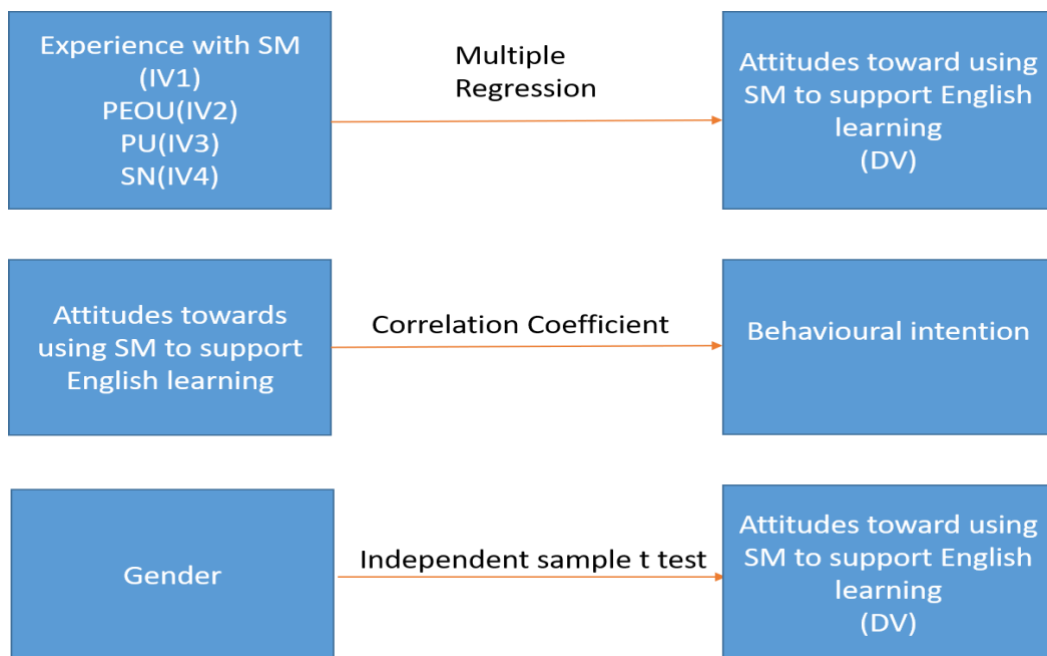 Experience with SM
(IV1)
PEOU(IV2)
PU(IV3)
SN(IV4)
Multiple
Regression
Attitudes toward using
SM to support English
learning
(DV)
Attitudes towards
using SM to support
English learning
Correlation Coefficient
Behavioural intention
Gender
Independent sample t test
Attitudes toward using
SM to support English
learning
(DV)